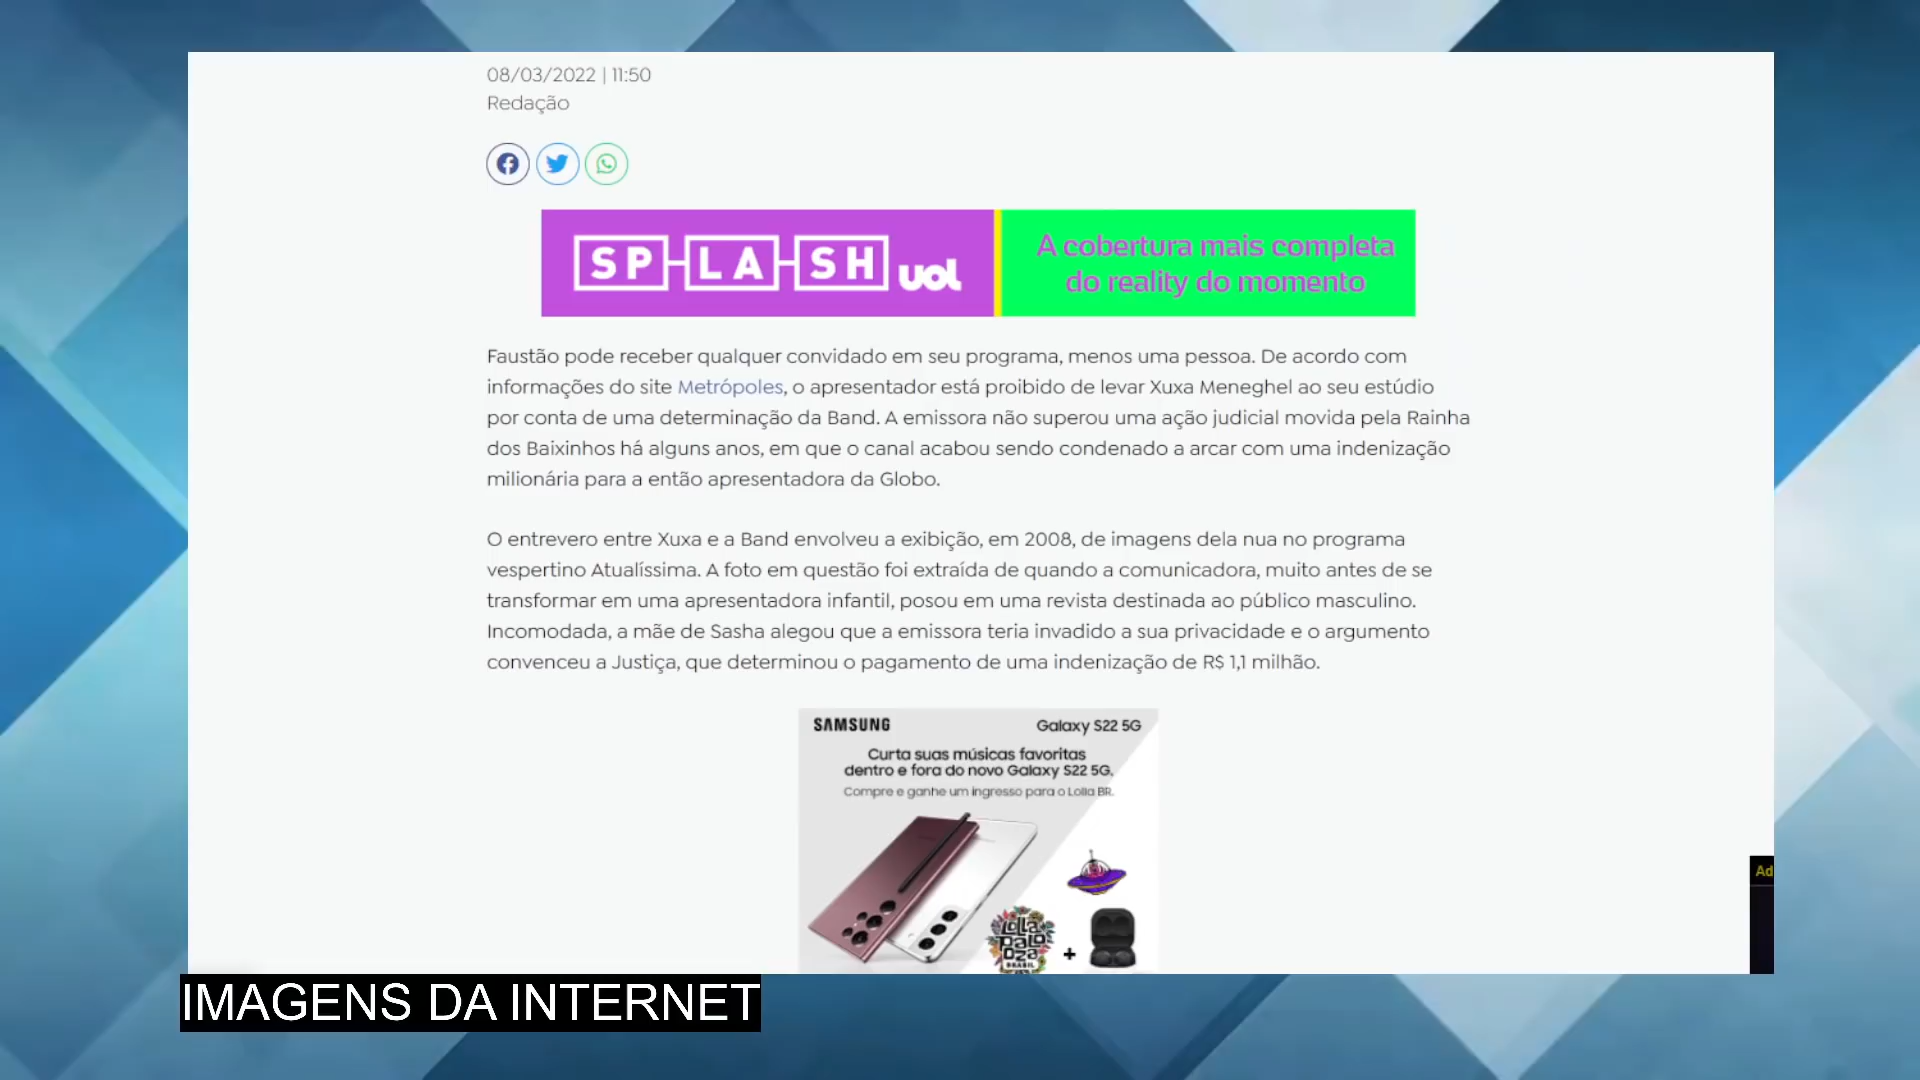 08/03/2022 | 11:50
Redação
SPLASH uol
A cobertura mais completa
do reality do momento
Faustão pode receber qualquer convidado em seu programa, menos uma pessoa. De acordo com
informações do site Metrópoles, o apresentador está proibido de levar Xuxa Meneghel ao seu estúdio
por conta de uma determinação da Band. A emissora não superou uma ação judicial movida pela Rainha
dos Baixinhos há alguns anos, em que o canal acabou sendo condenado a arcar com uma indenização
milionária para a então apresentadora da Globo.
O entrevero entre Xuxa e a Band envolveu a exibição, em 2008, de imagens dela nua no programa
vespertino Atualíssima. A foto em questão foi extraída de quando a comunicadora, muito antes de se
transformar em uma apresentadora infantil, posou em uma revista destinada ao público masculino.
Incomodada, a mãe de Sasha alegou que a emissora teria invadido a sua privacidade e o argumento
convenceu a Justiça, que determinou o pagamento de uma indenização de R$ 1,1 milhão.
SAMSUNG
Galaxy S22 5G
Curta suas músicas favoritas
dentro e fora do novo Galaxy S22 5G.
Compre e ganhe um ingresso para o Lolla BR.
Lolla
palo
oza
BRASIL
+
Ad
IMAGENS DA INTERNET